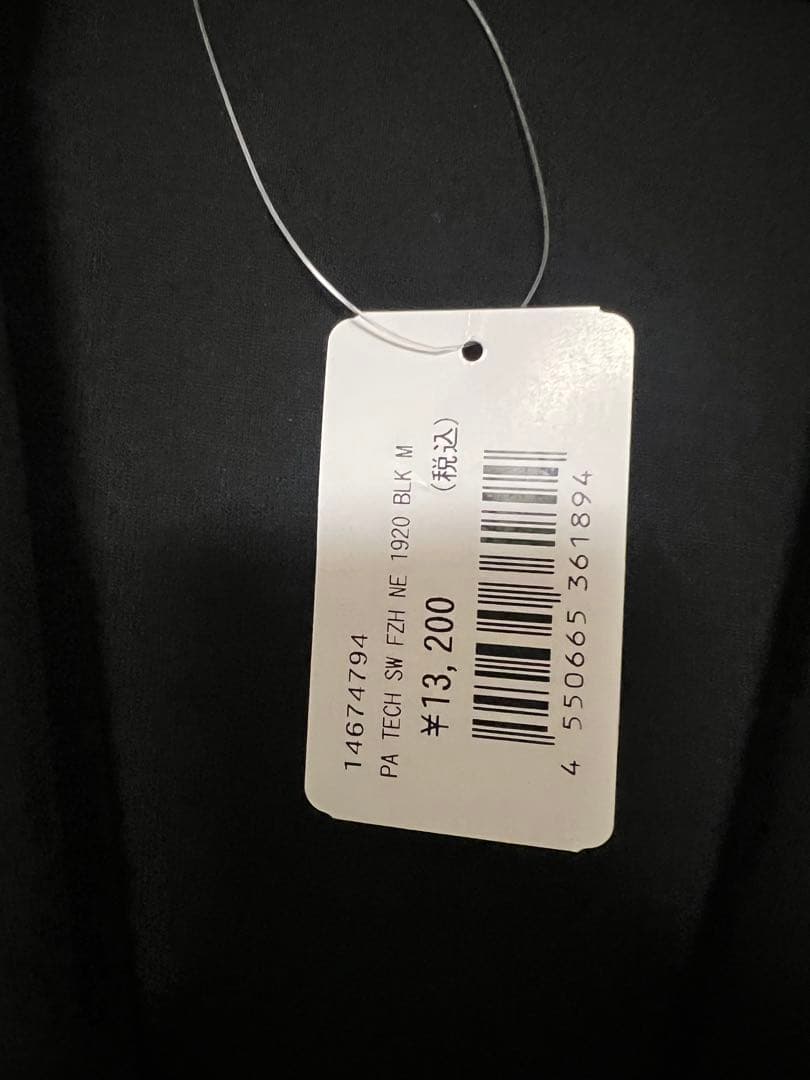 14674794
PA TECH SW FZH NE 1920 BLK M
¥13,200 (税込)
4 550665 361894